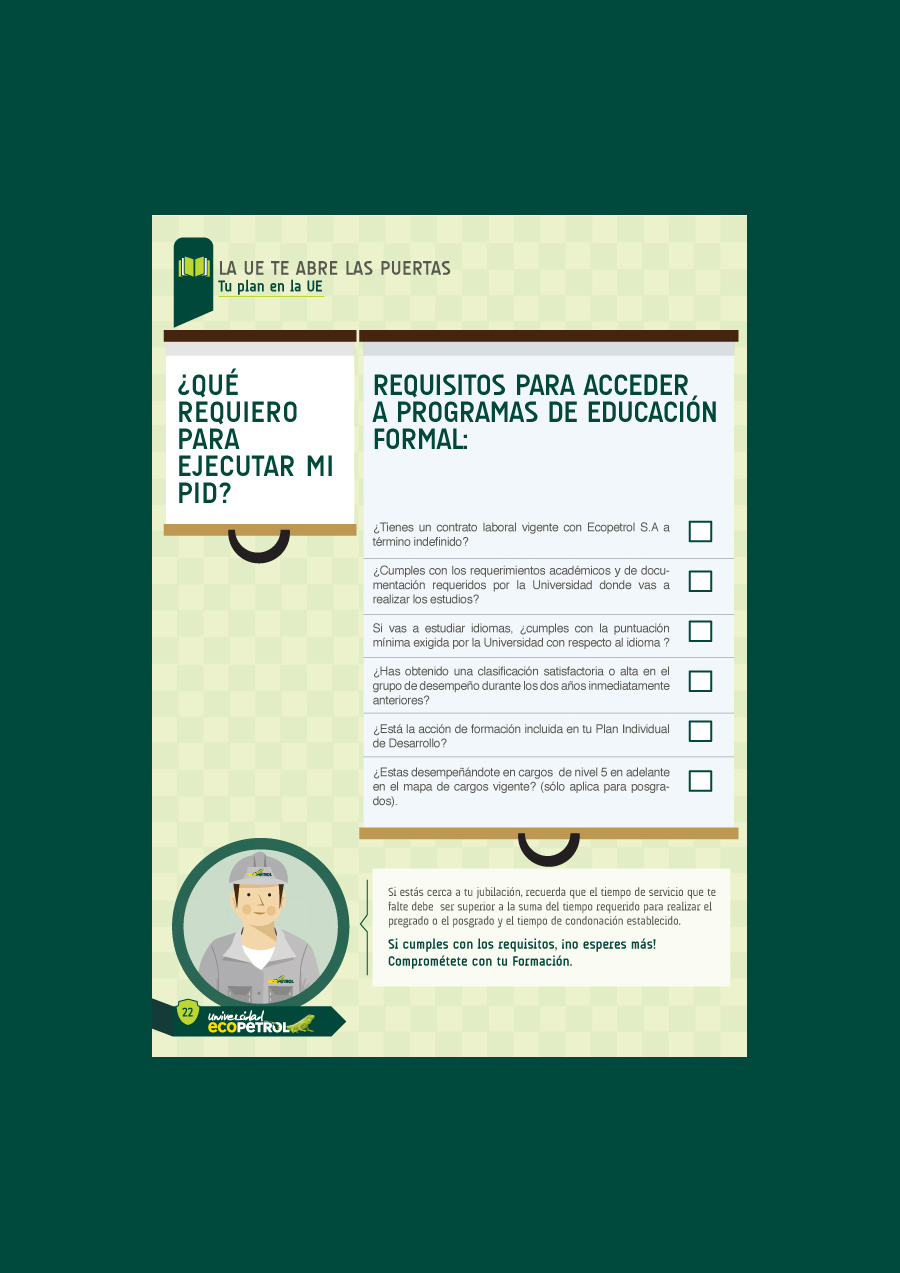 LA UE TE ABRE LAS PUERTAS
Tu plan en la UE
¿QUÉ
REQUIERO
PARA
EJECUTAR MI
PID?
REQUISITOS PARA ACCEDER
A PROGRAMAS DE EDUCACIÓN
FORMAL:
¿Tienes un contrato laboral vigente con Ecopetrol S.A a
término indefinido?
¿Cumples con los requerimientos académicos y de docu-
mentación requeridos por la Universidad donde vas a
realizar los estudios?
Si vas a estudiar idiomas, ¿cumples con la puntuación
mínima exigida por la Universidad con respecto al idioma ?
¿Has obtenido una clasificación satisfactoria o alta en el
grupo de desempeño durante los dos años inmediatamente
anteriores?
¿Está la acción de formación incluida en tu Plan Individual
de Desarrollo?
¿Estas desempeñándote en cargos  de nivel 5 en adelante
en el mapa de cargos vigente? (sólo aplica para posgra-
dos).
ECOPETROL
ECOPETROL
Si estás cerca a tu jubilación, recuerda que el tiempo de servicio que te
falte debe  ser superior a la suma del tiempo requerido para realizar el
pregrado o el posgrado y el tiempo de condonación establecido.
Si cumples con los requisitos, ¡no esperes más!
Comprométete con tu Formación.
22
universidad
ecoPETROL